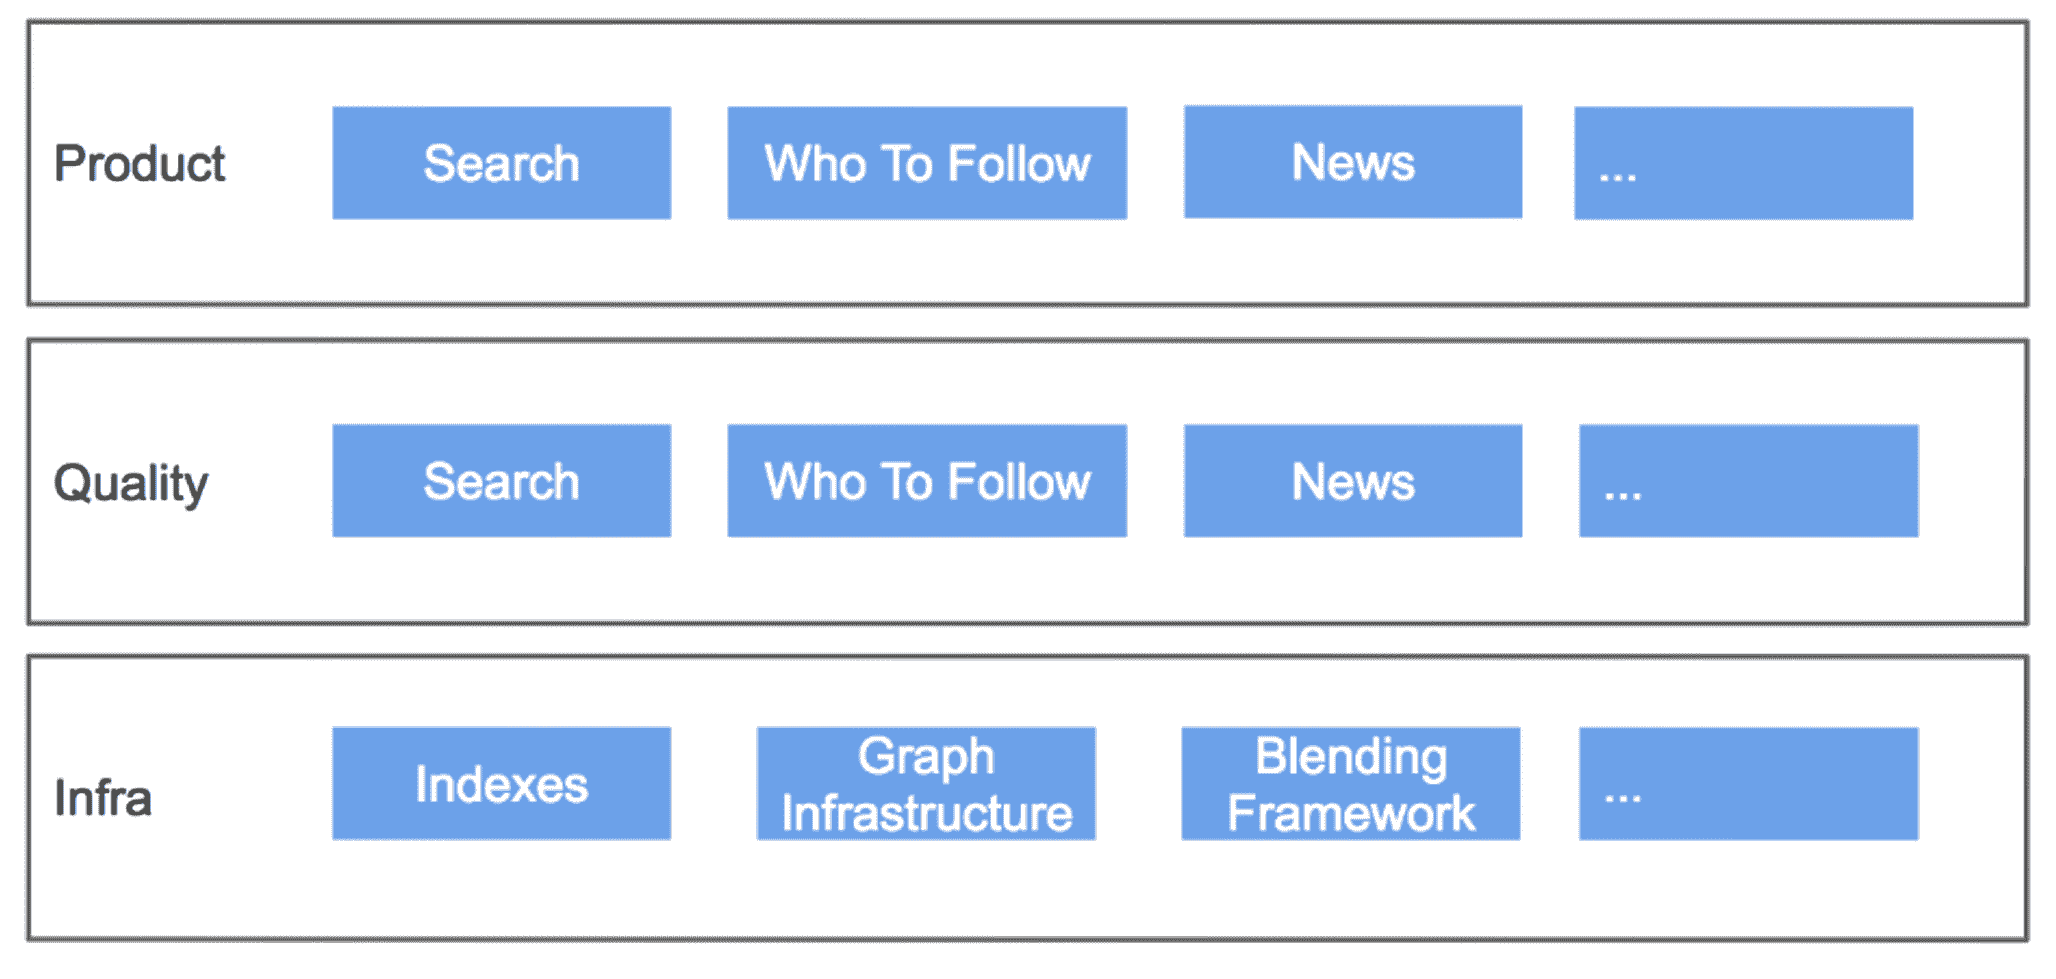 Product
Search
Who To Follow
News
...
Quality
Search
Who To Follow
News
...
Infra
Indexes
Graph
Infrastructure
Blending
Framework
...